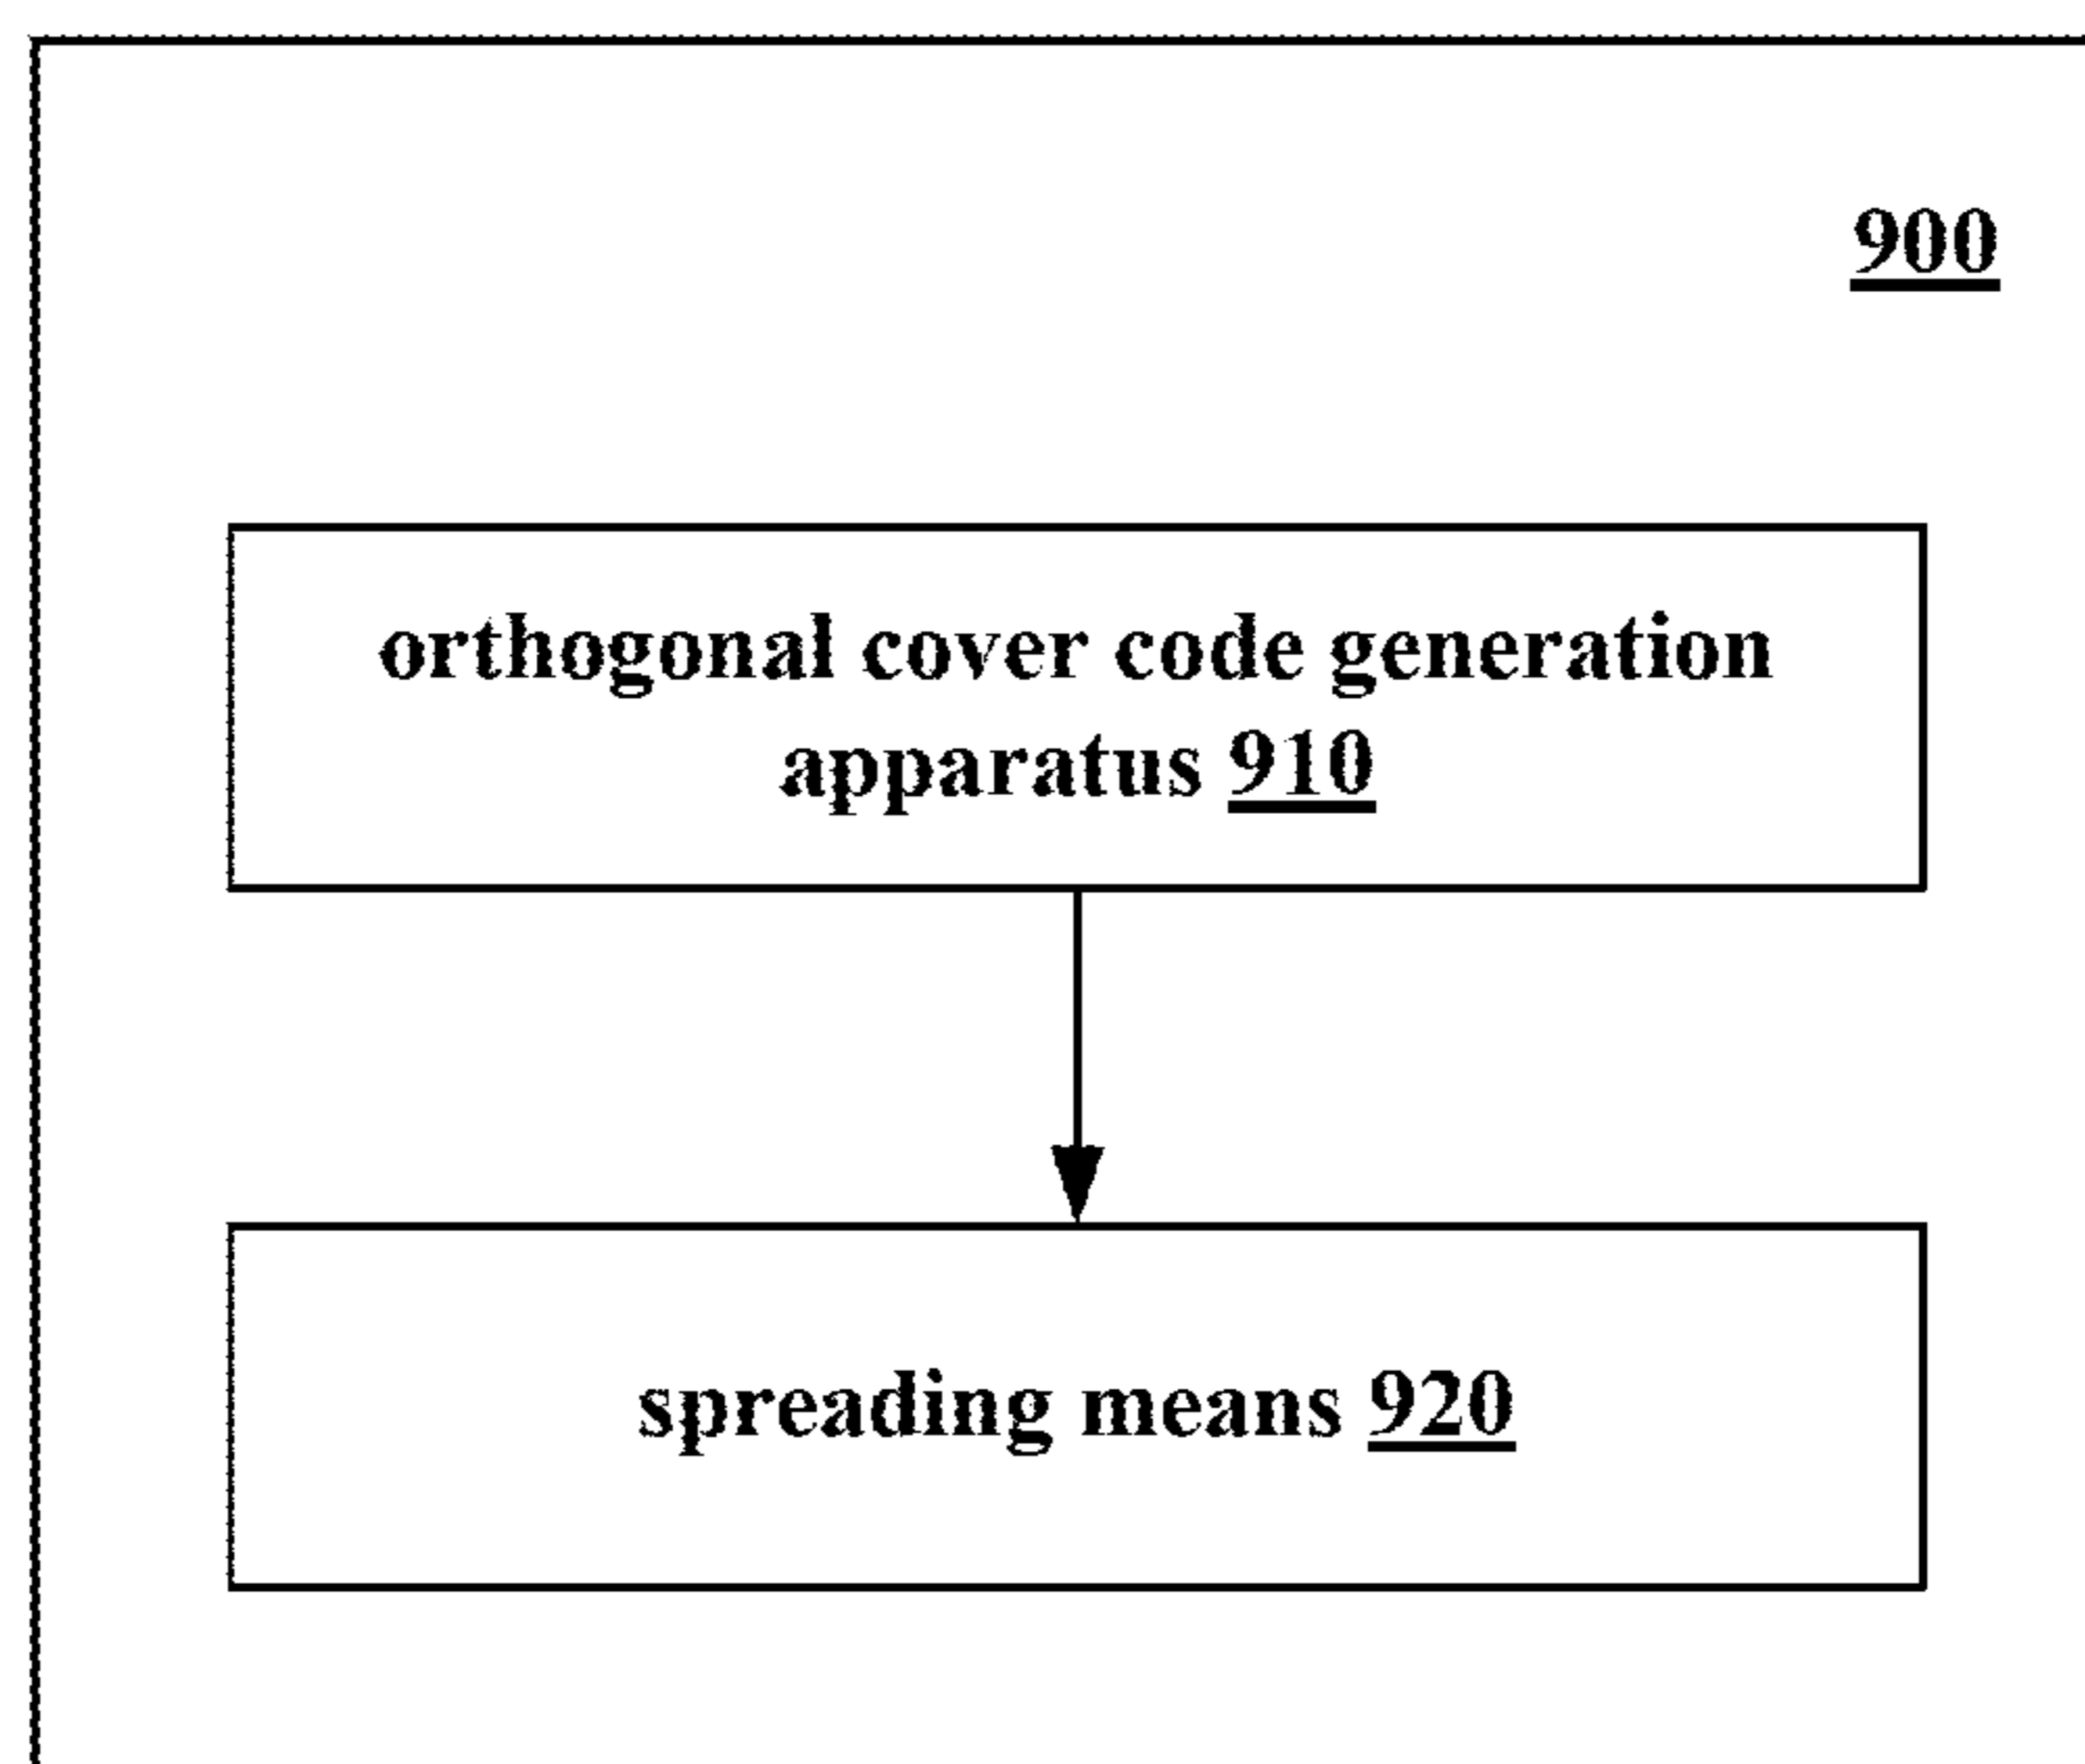 900
orthogonal cover code generation
apparatus 910
spreading means 920